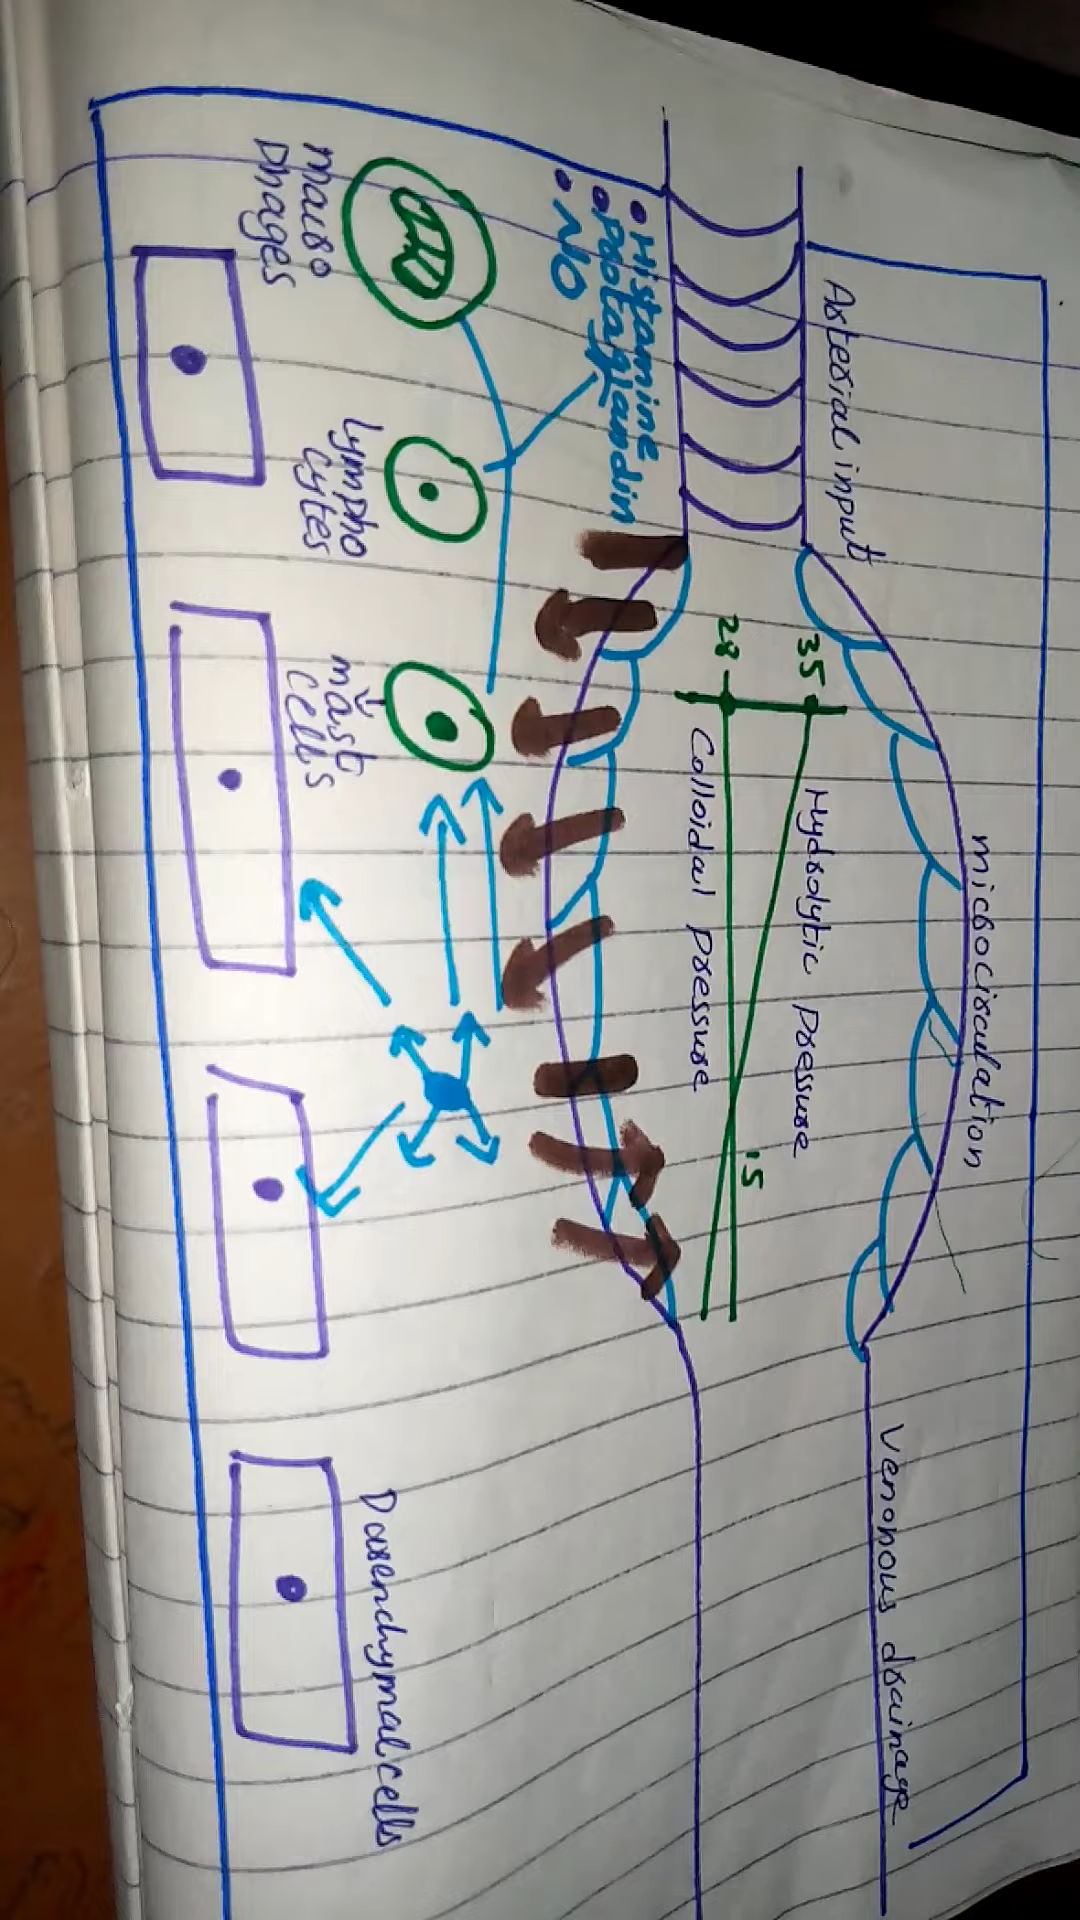 microcirculation
Arterial input
Venonous drainage
35
Hydrolytic pressure
28
15
Colloidal pressure
• Histamine
• Prostaglandin
• NO
macro
phages
Lympho
cytes
mast
cells
Parenchymal cells